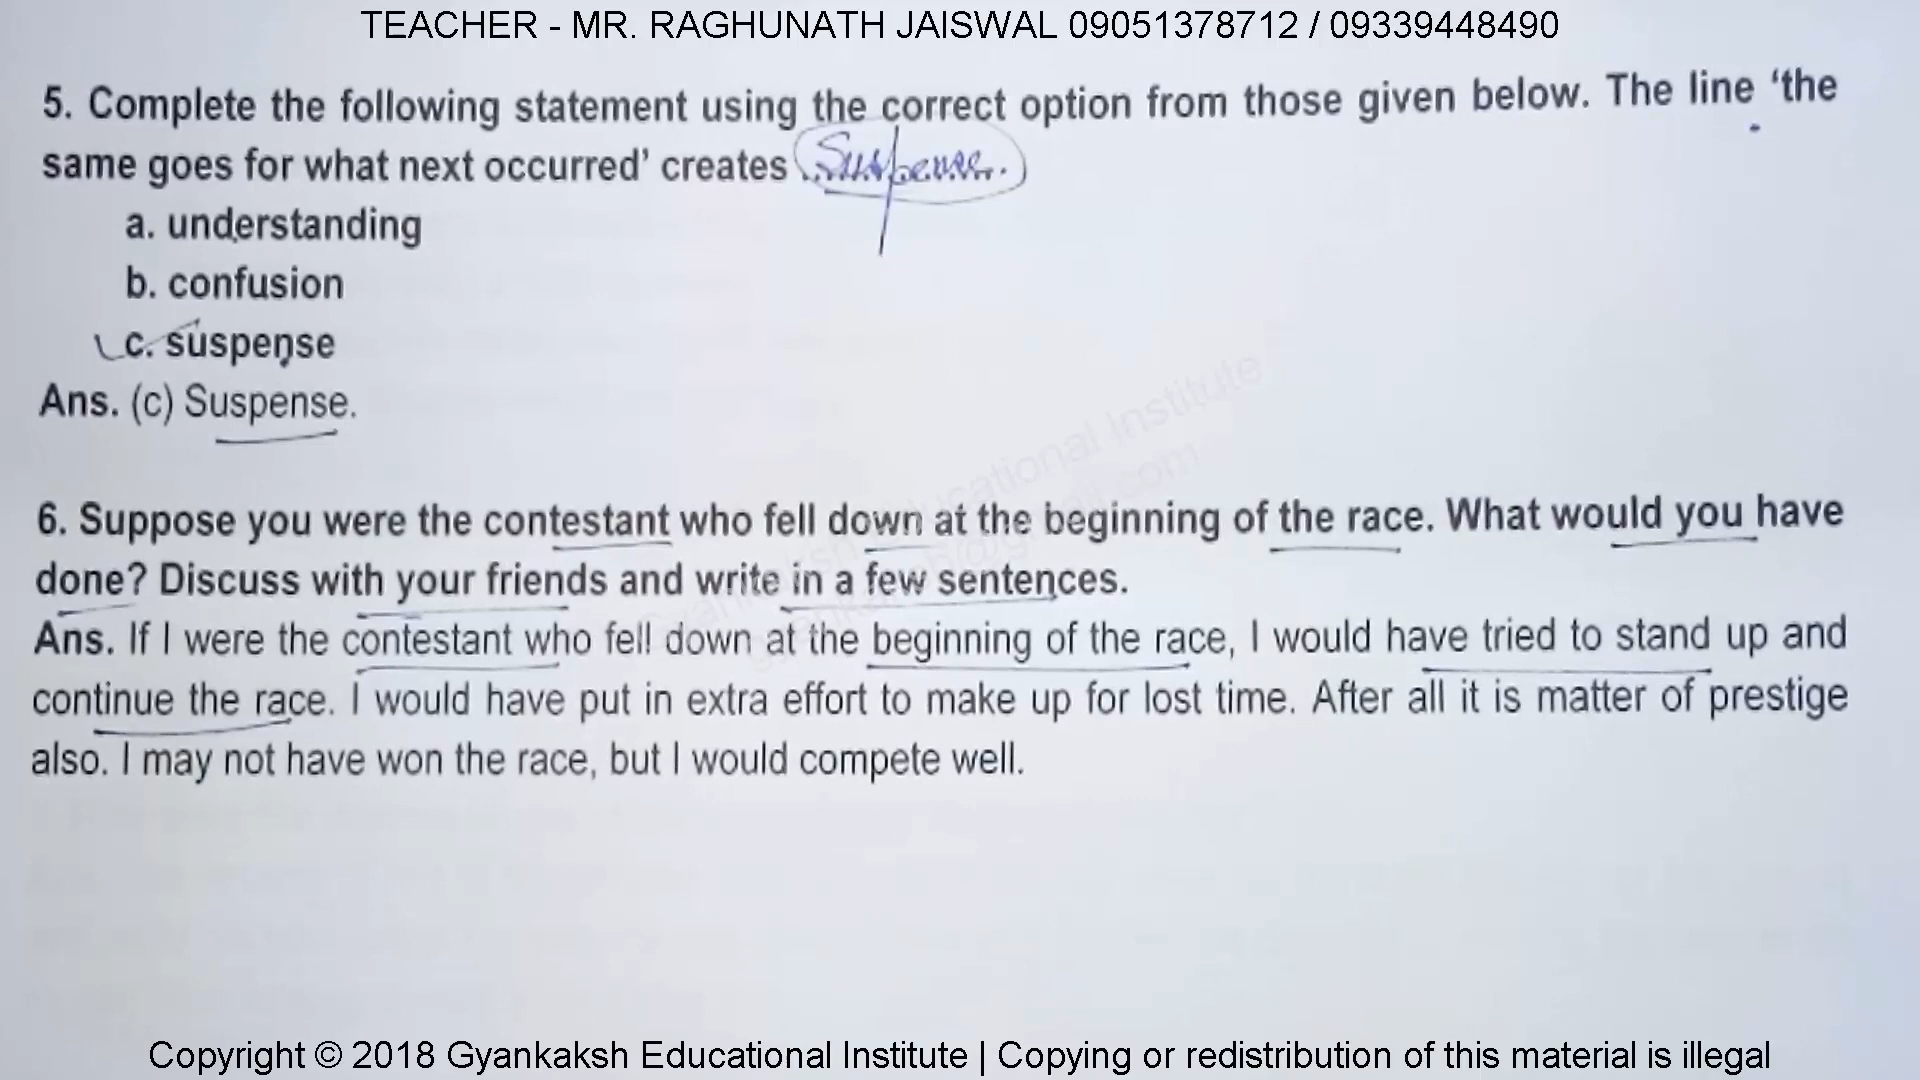 TEACHER - MR. RAGHUNATH JAISWAL 09051378712 / 09339448490
5. Complete the following statement using the correct option from those given below. The line ‘the
same goes for what next occurred’ creates ..Suspense..
a. understanding
b. confusion
c. suspense
Ans. (c) Suspense.
Educational Institute
6. Suppose you were the contestant who fell down at the beginning of the race. What would you have
done? Discuss with your friends and write in a few sentences.
Ans. If I were the contestant who fell down at the beginning of the race, I would have tried to stand up and
continue the race. I would have put in extra effort to make up for lost time. After all it is matter of prestige
also. I may not have won the race, but I would compete well.
Copyright © 2018 Gyankaksh Educational Institute | Copying or redistribution of this material is illegal